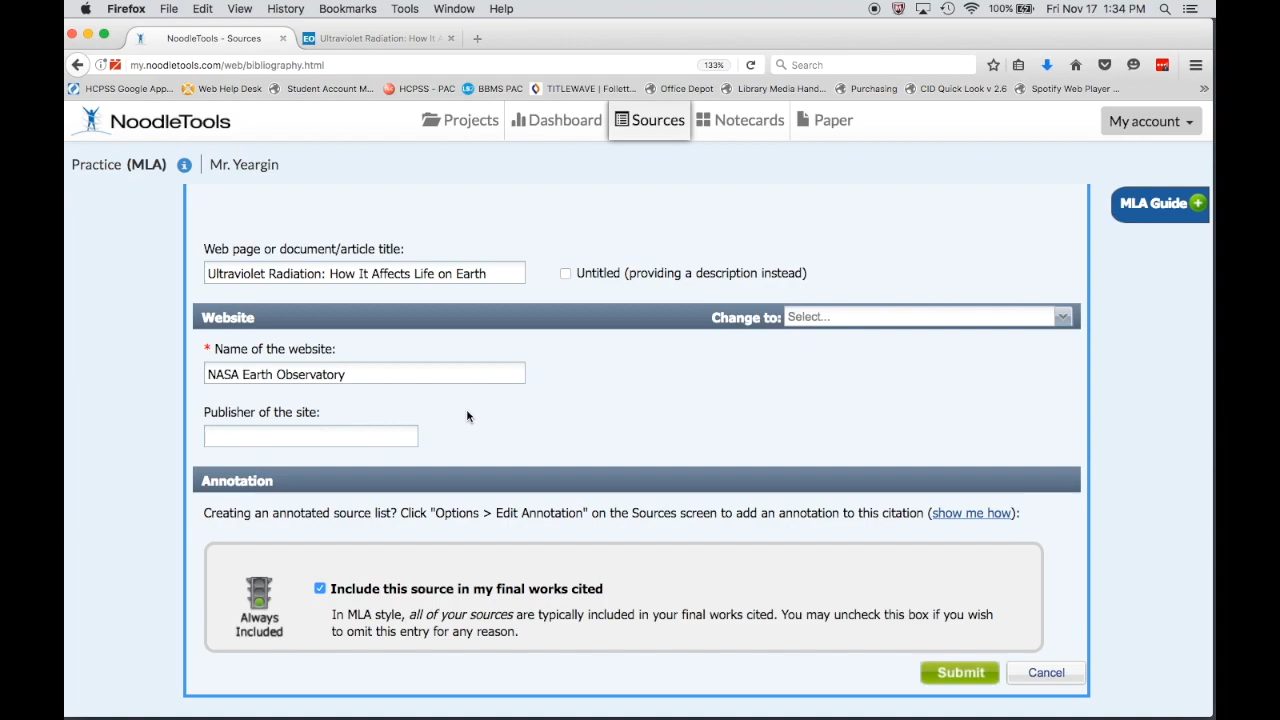 Firefox File Edit View History Bookmarks Tools Window Help 100% Fri Nov 17 1:34 PM
NoodleTools - Sources Ultraviolet Radiation: How It A
my.noodletools.com/web/bibliography.html 133% Search
HCPSS Google App... Web Help Desk Student Account M... HCPSS - PAC BBMS PAC TITLEWAVE | Follett... Office Depot Library Media Hand... Purchasing CID Quick Look v 2.6 Spotify Web Player ...
NoodleTools Projects Dashboard Sources Notecards Paper My account
Practice (MLA) Mr. Yeargin
MLA Guide
Web page or document/article title:
Ultraviolet Radiation: How It Affects Life on Earth Untitled (providing a description instead)
Website Change to: Select...
* Name of the website:
NASA Earth Observatory
Publisher of the site:
Annotation
Creating an annotated source list? Click "Options > Edit Annotation" on the Sources screen to add an annotation to this citation (show me how):
Include this source in my final works cited
Always
Included
In MLA style, all of your sources are typically included in your final works cited. You may uncheck this box if you wish
to omit this entry for any reason.
Submit Cancel